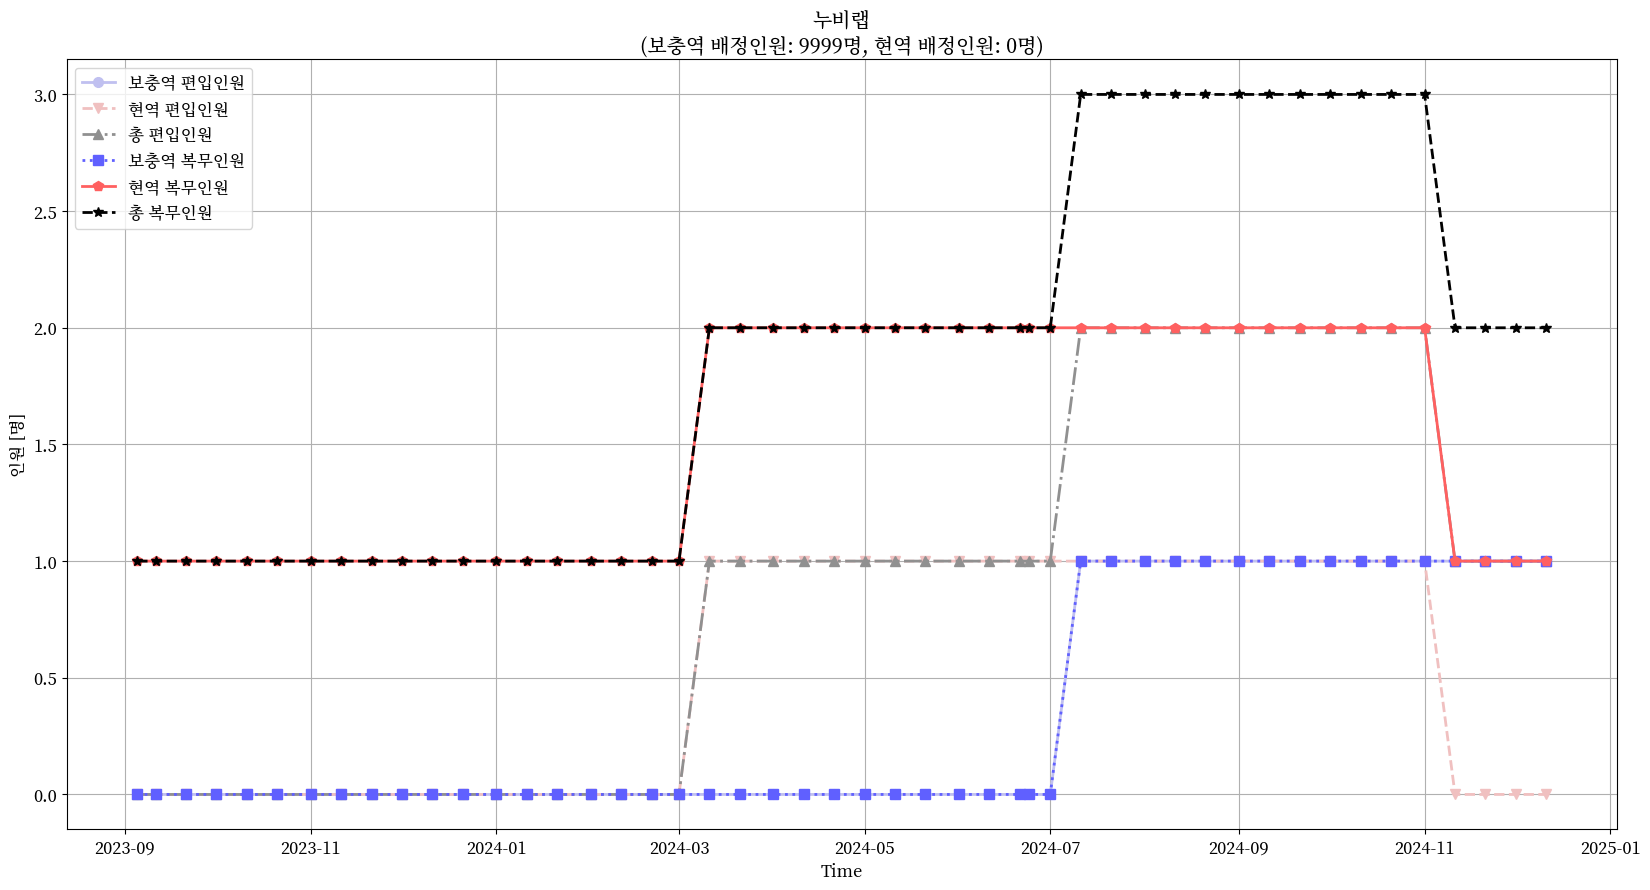 누비랩
(보충역 배정인원: 9999명, 현역 배정인원: 0명)
보충역 편입인원
현역 편입인원
총 편입인원
보충역 복무인원
현역 복무인원
총 복무인원
3.0
2.5
2.0
1.5
1.0
0.5
0.0
인원 [명]
2023-09
2023-11
2024-01
2024-03
2024-05
2024-07
2024-09
2024-11
2025-01
Time